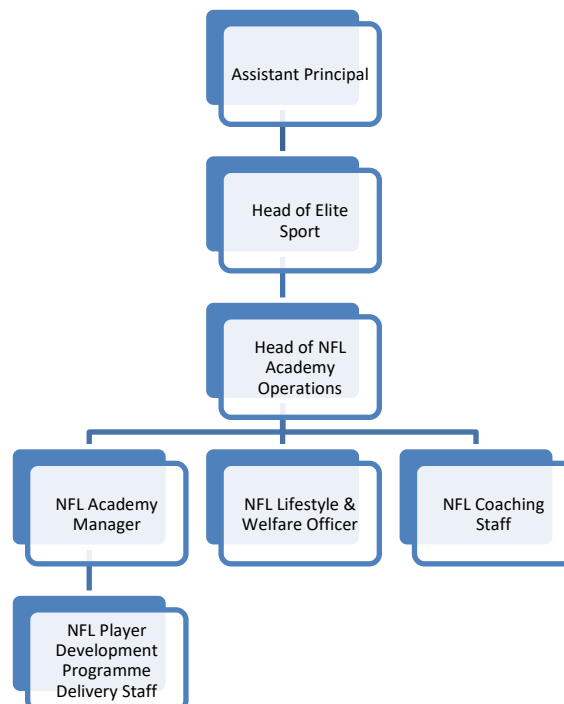 Assistant Principal
Head of Elite
Sport
Head of NFL
Academy
Operations
NFL Academy
Manager
NFL Lifestyle &
Welfare Officer
NFL Coaching
Staff
NFL Player
Development
Programme
Delivery Staff